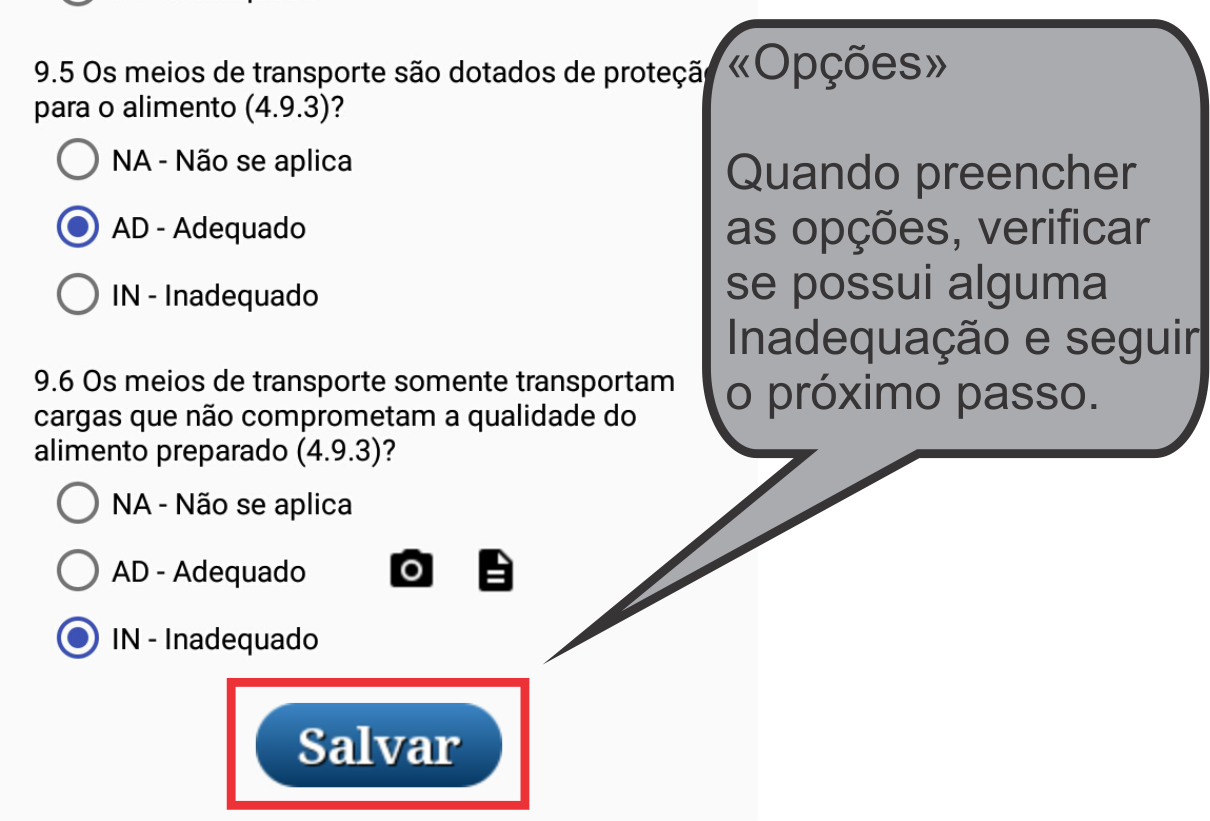 9.5 Os meios de transporte são dotados de proteção
para o alimento (4.9.3)?
NA - Não se aplica
AD - Adequado
IN - Inadequado
9.6 Os meios de transporte somente transportam
cargas que não comprometam a qualidade do
alimento preparado (4.9.3)?
NA - Não se aplica
AD - Adequado
IN - Inadequado
Salvar
«Opções»
Quando preencher
as opções, verificar
se possui alguma
Inadequação e seguir
o próximo passo.